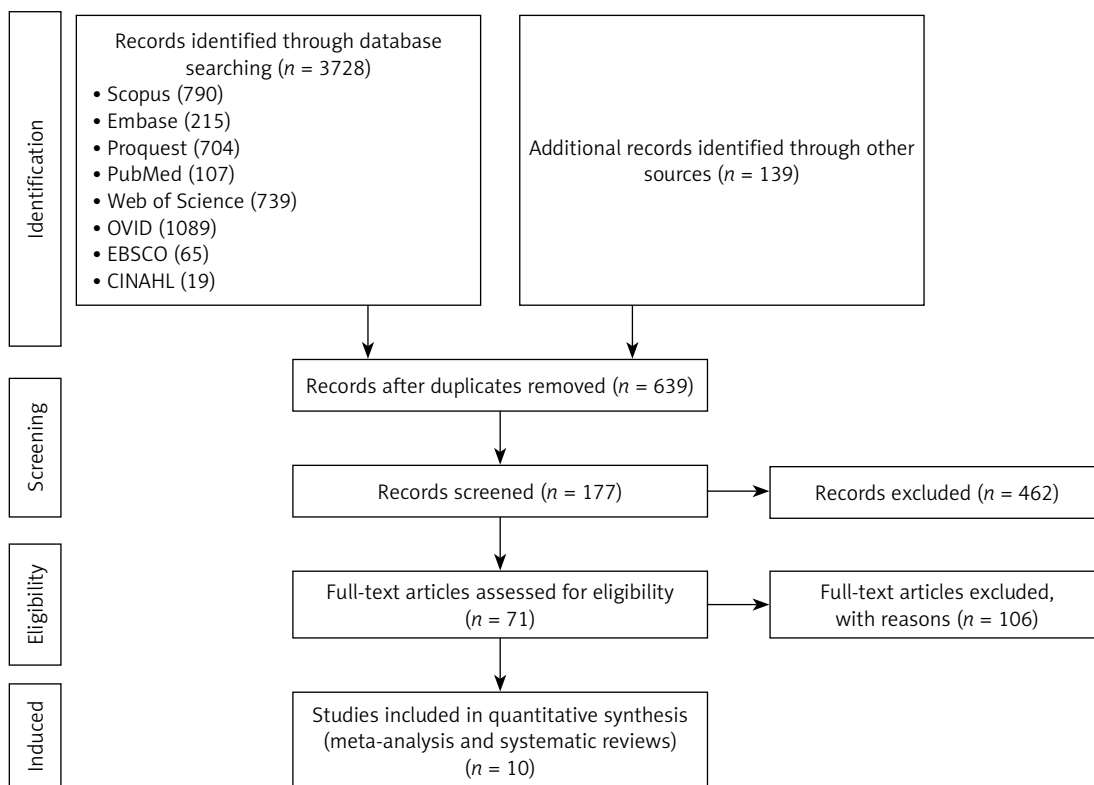 Identification
Records identified through database
searching (n = 3728)
• Scopus (790)
• Embase (215)
• Proquest (704)
• PubMed (107)
• Web of Science (739)
• OVID (1089)
• EBSCO (65)
• CINAHL (19)
Additional records identified through other
sources (n = 139)
Screening
Records after duplicates removed (n = 639)
Records screened (n = 177)
Records excluded (n = 462)
Eligibility
Full-text articles assessed for eligibility
(n = 71)
Full-text articles excluded,
with reasons (n = 106)
Induced
Studies included in quantitative synthesis
(meta-analysis and systematic reviews)
(n = 10)